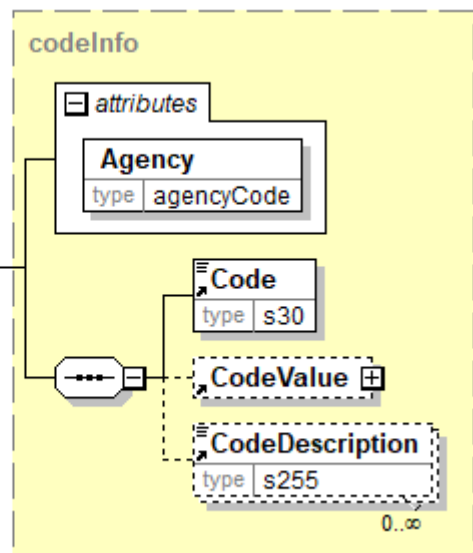 codeInfo
attributes
Agency
type agencyCode
Code
type s30
CodeValue
CodeDescription
type s255
0..∞